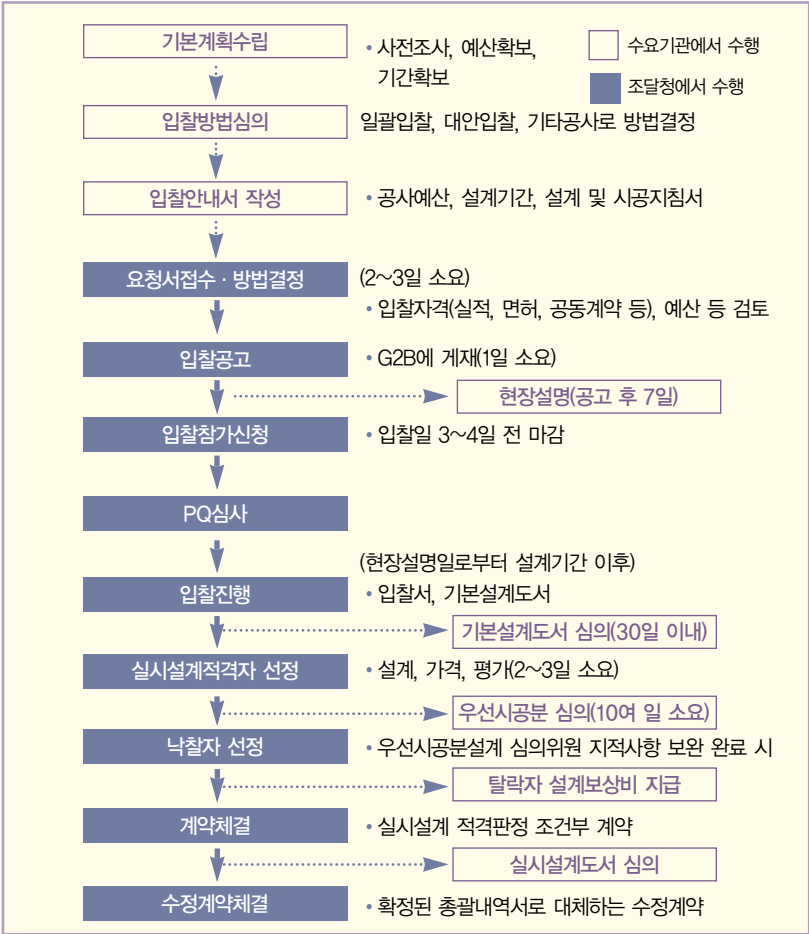 기본계획수립
• 사전조사, 예산확보,
기간확보
수요기관에서 수행
조달청에서 수행
입찰방법심의
일괄입찰, 대안입찰, 기타공사로 방법결정
입찰안내서 작성
• 공사예산, 설계기간, 설계 및 시공지침서
요청서접수 · 방법결정
(2~3일 소요)
• 입찰자격(실적, 면허, 공동계약 등), 예산 등 검토
입찰공고
• G2B에 게재(1일 소요)
현장설명(공고 후 7일)
입찰참가신청
• 입찰일 3~4일 전 마감
PQ심사
(현장설명일로부터 설계기간 이후)
입찰진행
• 입찰서, 기본설계도서
기본설계도서 심의(30일 이내)
실시설계적격자 선정
• 설계, 가격, 평가(2~3일 소요)
우선시공분 심의(10여 일 소요)
낙찰자 선정
• 우선시공분설계 심의위원 지적사항 보완 완료 시
탈락자 설계보상비 지급
계약체결
• 실시설계 적격판정 조건부 계약
실시설계도서 심의
수정계약체결
• 확정된 총괄내역서로 대체하는 수정계약